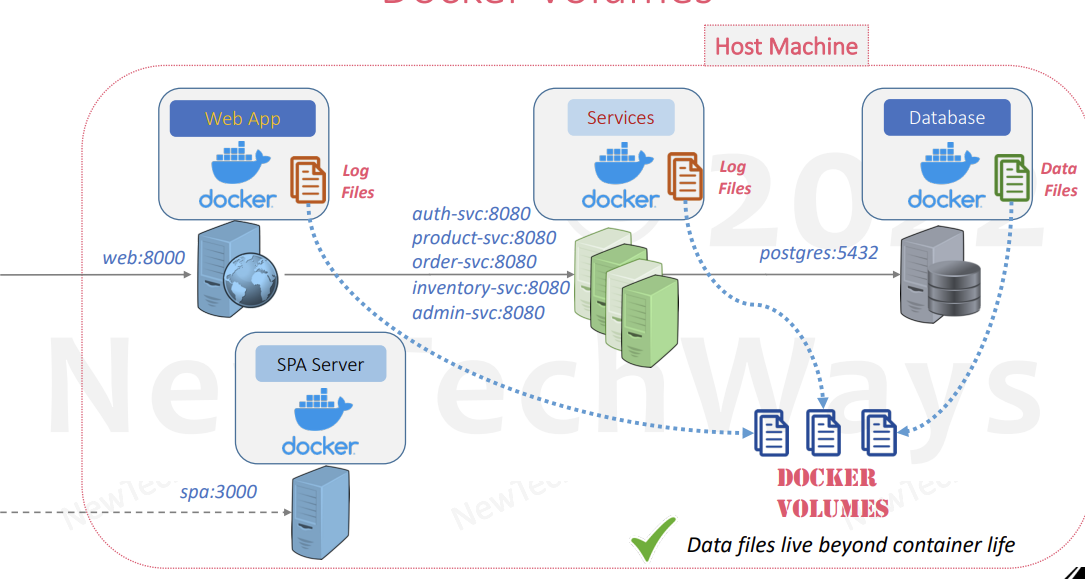 Docker Volumes
Host Machine
Web App
docker
Log
Files
Services
docker
Log
Files
Database
docker
Data
Files
© 2022
web:8000
auth-svc:8080
product-svc:8080
order-svc:8080
inventory-svc:8080
admin-svc:8080
postgres:5432
NewTechWays
SPA Server
docker
spa:3000
DOCKER
VOLUMES
Data files live beyond container life